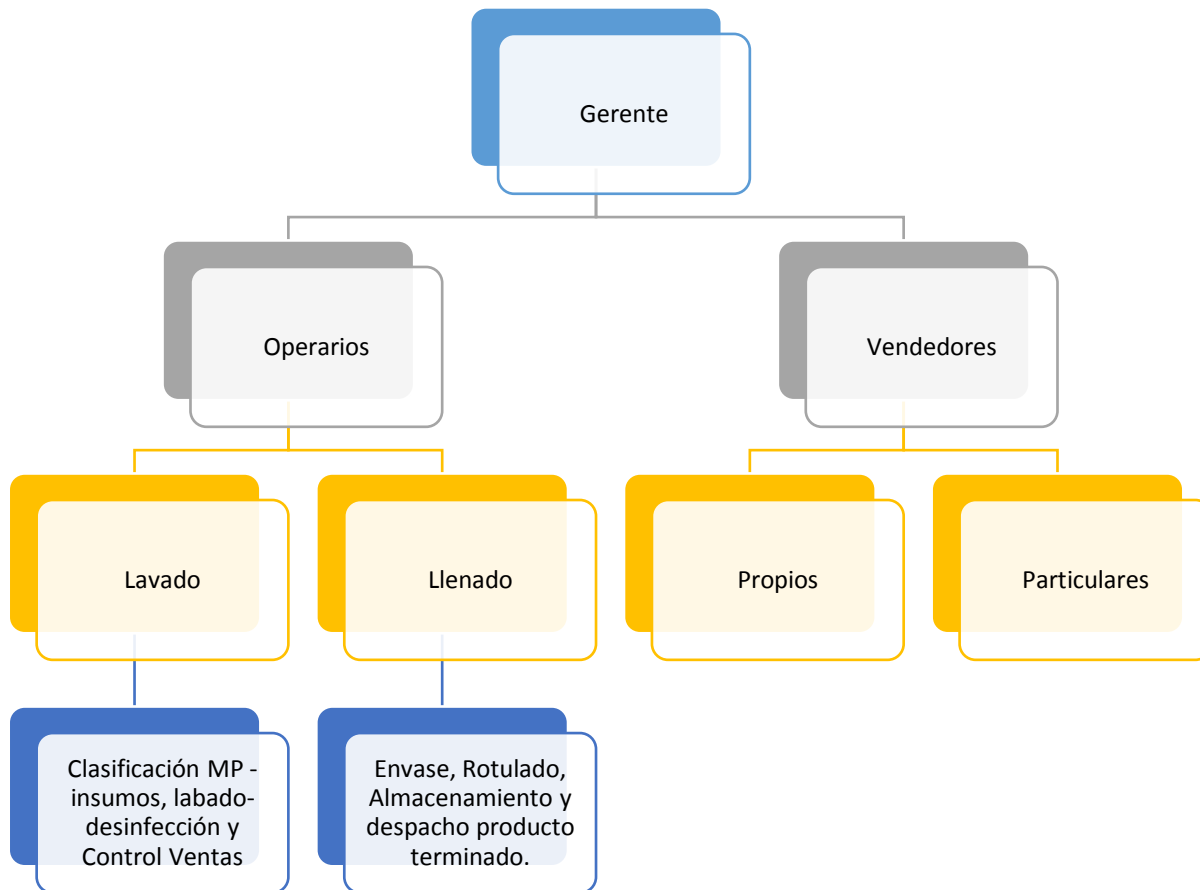 Gerente
Operarios
Vendedores
Lavado
Llenado
Propios
Particulares
Clasificación MP -
insumos, labado-
desinfección y
Control Ventas
Envase, Rotulado,
Almacenamiento y
despacho producto
terminado.